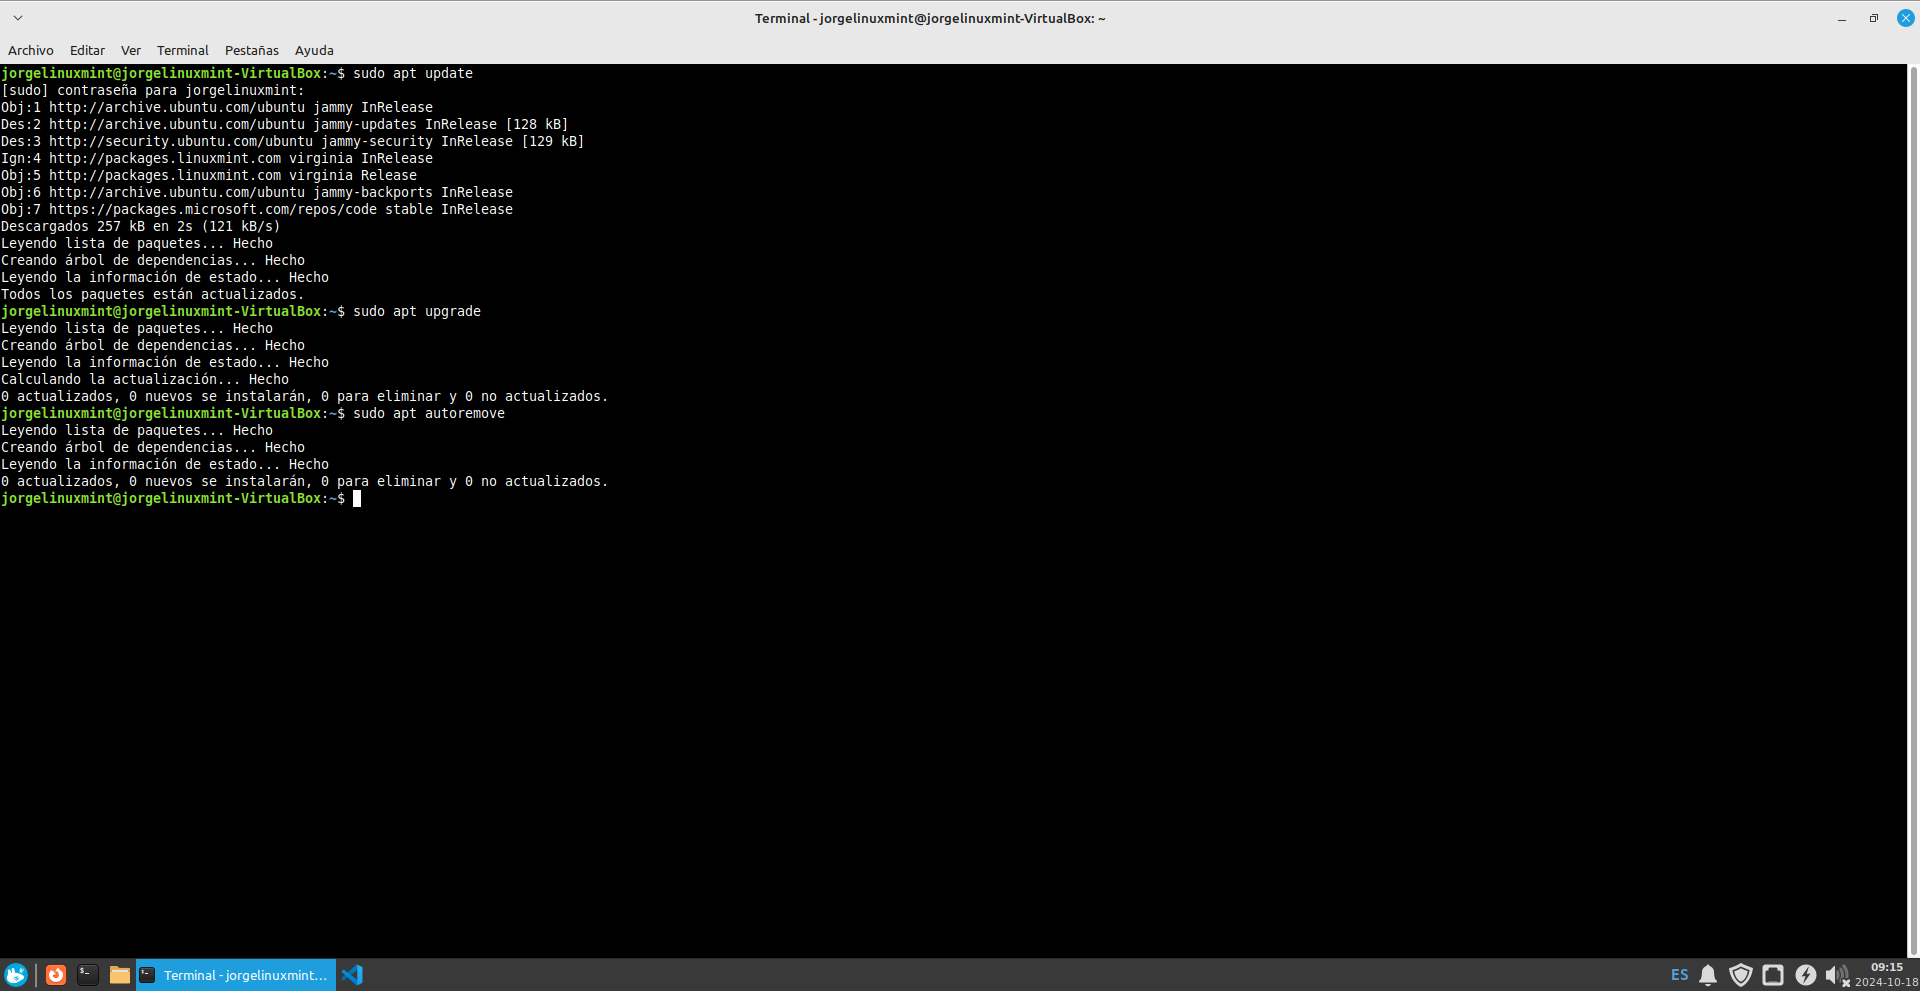 Terminal - jorgelinuxmint@jorgelinuxmint-VirtualBox: ~
Archivo Editar Ver Terminal Pestañas Ayuda
jorgelinuxmint@jorgelinuxmint-VirtualBox:~$ sudo apt update
[sudo] contraseña para jorgelinuxmint:
Obj:1 http://archive.ubuntu.com/ubuntu jammy InRelease
Des:2 http://archive.ubuntu.com/ubuntu jammy-updates InRelease [128 kB]
Des:3 http://security.ubuntu.com/ubuntu jammy-security InRelease [129 kB]
Ign:4 http://packages.linuxmint.com virginia InRelease
Obj:5 http://packages.linuxmint.com virginia Release
Obj:6 http://archive.ubuntu.com/ubuntu jammy-backports InRelease
Obj:7 https://packages.microsoft.com/repos/code stable InRelease
Descargados 257 kB en 2s (121 kB/s)
Leyendo lista de paquetes... Hecho
Creando árbol de dependencias... Hecho
Leyendo la información de estado... Hecho
Todos los paquetes están actualizados.
jorgelinuxmint@jorgelinuxmint-VirtualBox:~$ sudo apt upgrade
Leyendo lista de paquetes... Hecho
Creando árbol de dependencias... Hecho
Leyendo la información de estado... Hecho
Calculando la actualización... Hecho
0 actualizados, 0 nuevos se instalarán, 0 para eliminar y 0 no actualizados.
jorgelinuxmint@jorgelinuxmint-VirtualBox:~$ sudo apt autoremove
Leyendo lista de paquetes... Hecho
Creando árbol de dependencias... Hecho
Leyendo la información de estado... Hecho
0 actualizados, 0 nuevos se instalarán, 0 para eliminar y 0 no actualizados.
jorgelinuxmint@jorgelinuxmint-VirtualBox:~$
Terminal - jorgelinuxmint...
ES
09:15
2024-10-18